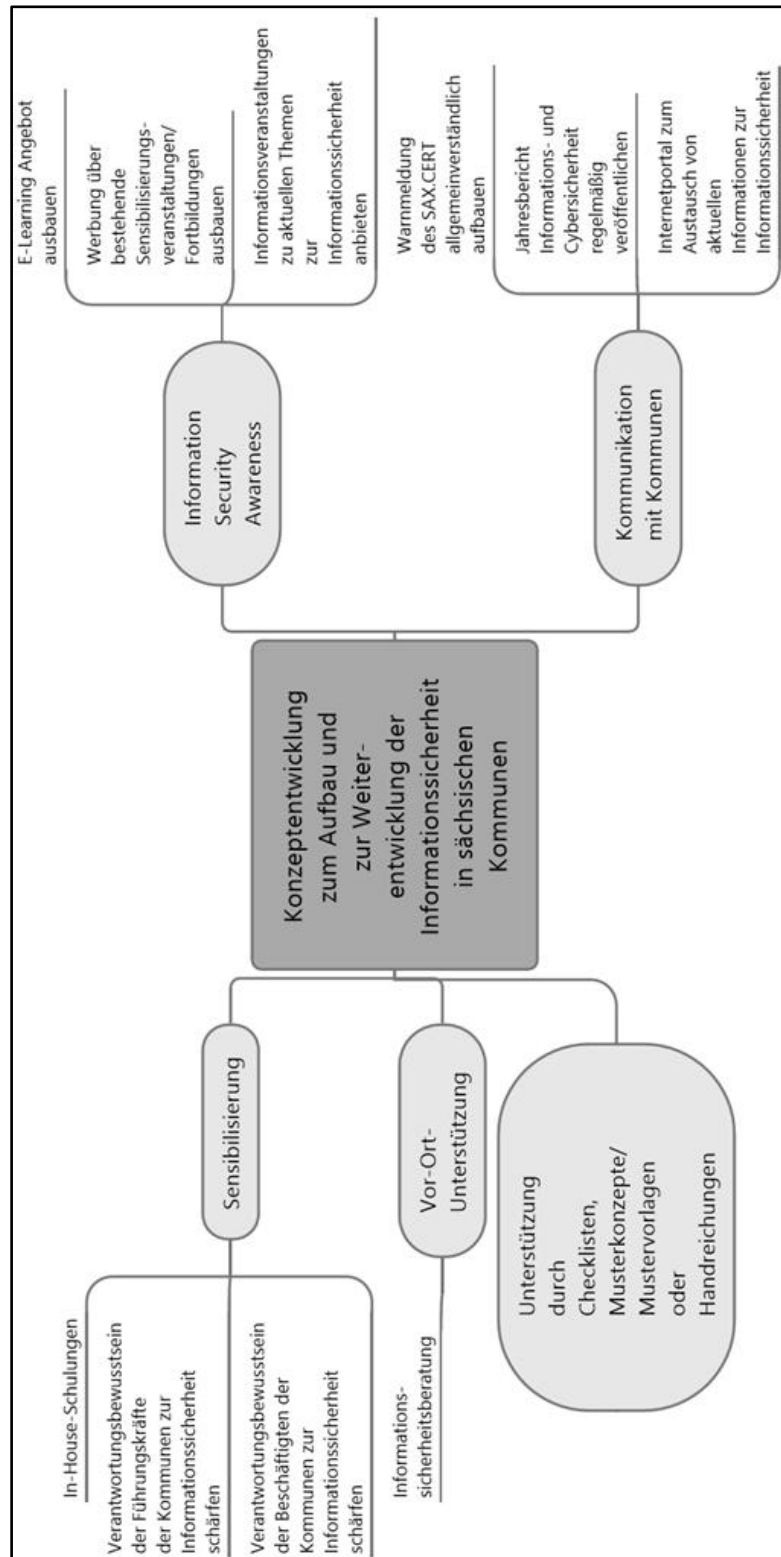 Konzeptentwicklung
zum Aufbau und
zur Weiter-
entwicklung der
Informationssicherheit
in sächsischen
Kommunen
Sensibilisierung
In-House-Schulungen
Verantwortungsbewusstsein
der Führungskräfte
der Kommunen zur
Informationssicherheit
schärfen
Verantwortungsbewusstsein
der Beschäftigten der
Kommunen zur
Informationssicherheit
schärfen
Vor-Ort-
Unterstützung
Informations-
sicherheitsberatung
Unterstützung
durch
Checklisten,
Musterkonzepte/
Mustervorlagen
oder
Handreichungen
Information
Security
Awareness
E-Learning Angebot
ausbauen
Werbung über
bestehende
Sensibilisierungs-
veranstaltungen/
Fortbildungen
ausbauen
Informationsveranstaltungen
zu aktuellen Themen
zur
Informationssicherheit
anbieten
Kommunikation
mit Kommunen
Warnmeldung
des SAX.CERT
allgemeinverständlich
aufbauen
Jahresbericht
Informations- und
Cybersicherheit
regelmäßig
veröffentlichen
Internetportal zum
Austausch von
aktuellen
Informationen zur
Informationssicherheit